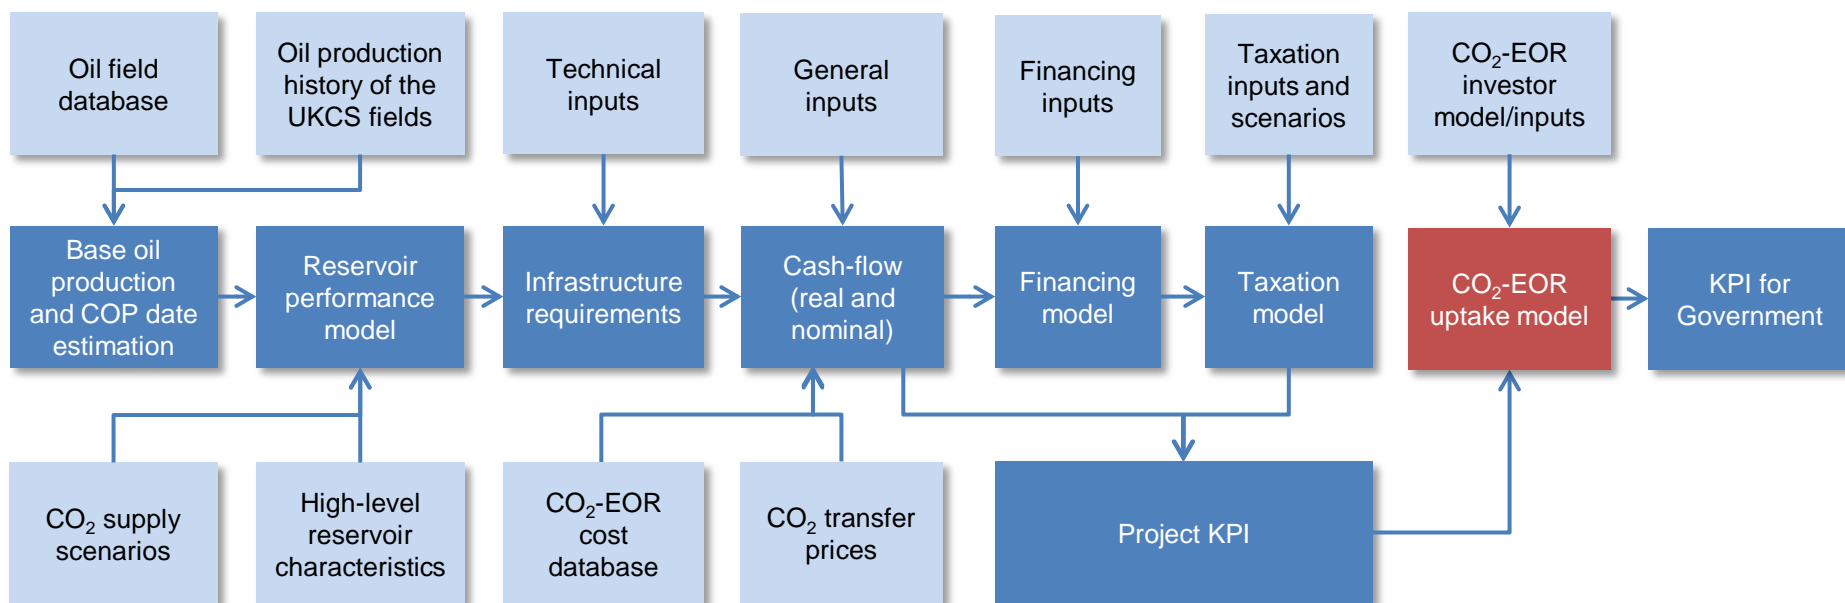 Oil field
database
Oil production
history of the
UKCS fields
Technical
inputs
General
inputs
Financing
inputs
Taxation
inputs and
scenarios
CO₂-EOR
investor
model/inputs
Base oil
production
and COP date
estimation
Reservoir
performance
model
Infrastructure
requirements
Cash-flow
(real and
nominal)
Financing
model
Taxation
model
CO₂-EOR
uptake model
KPI for
Government
CO₂ supply
scenarios
High-level
reservoir
characteristics
CO₂-EOR
cost
database
CO₂ transfer
prices
Project KPI